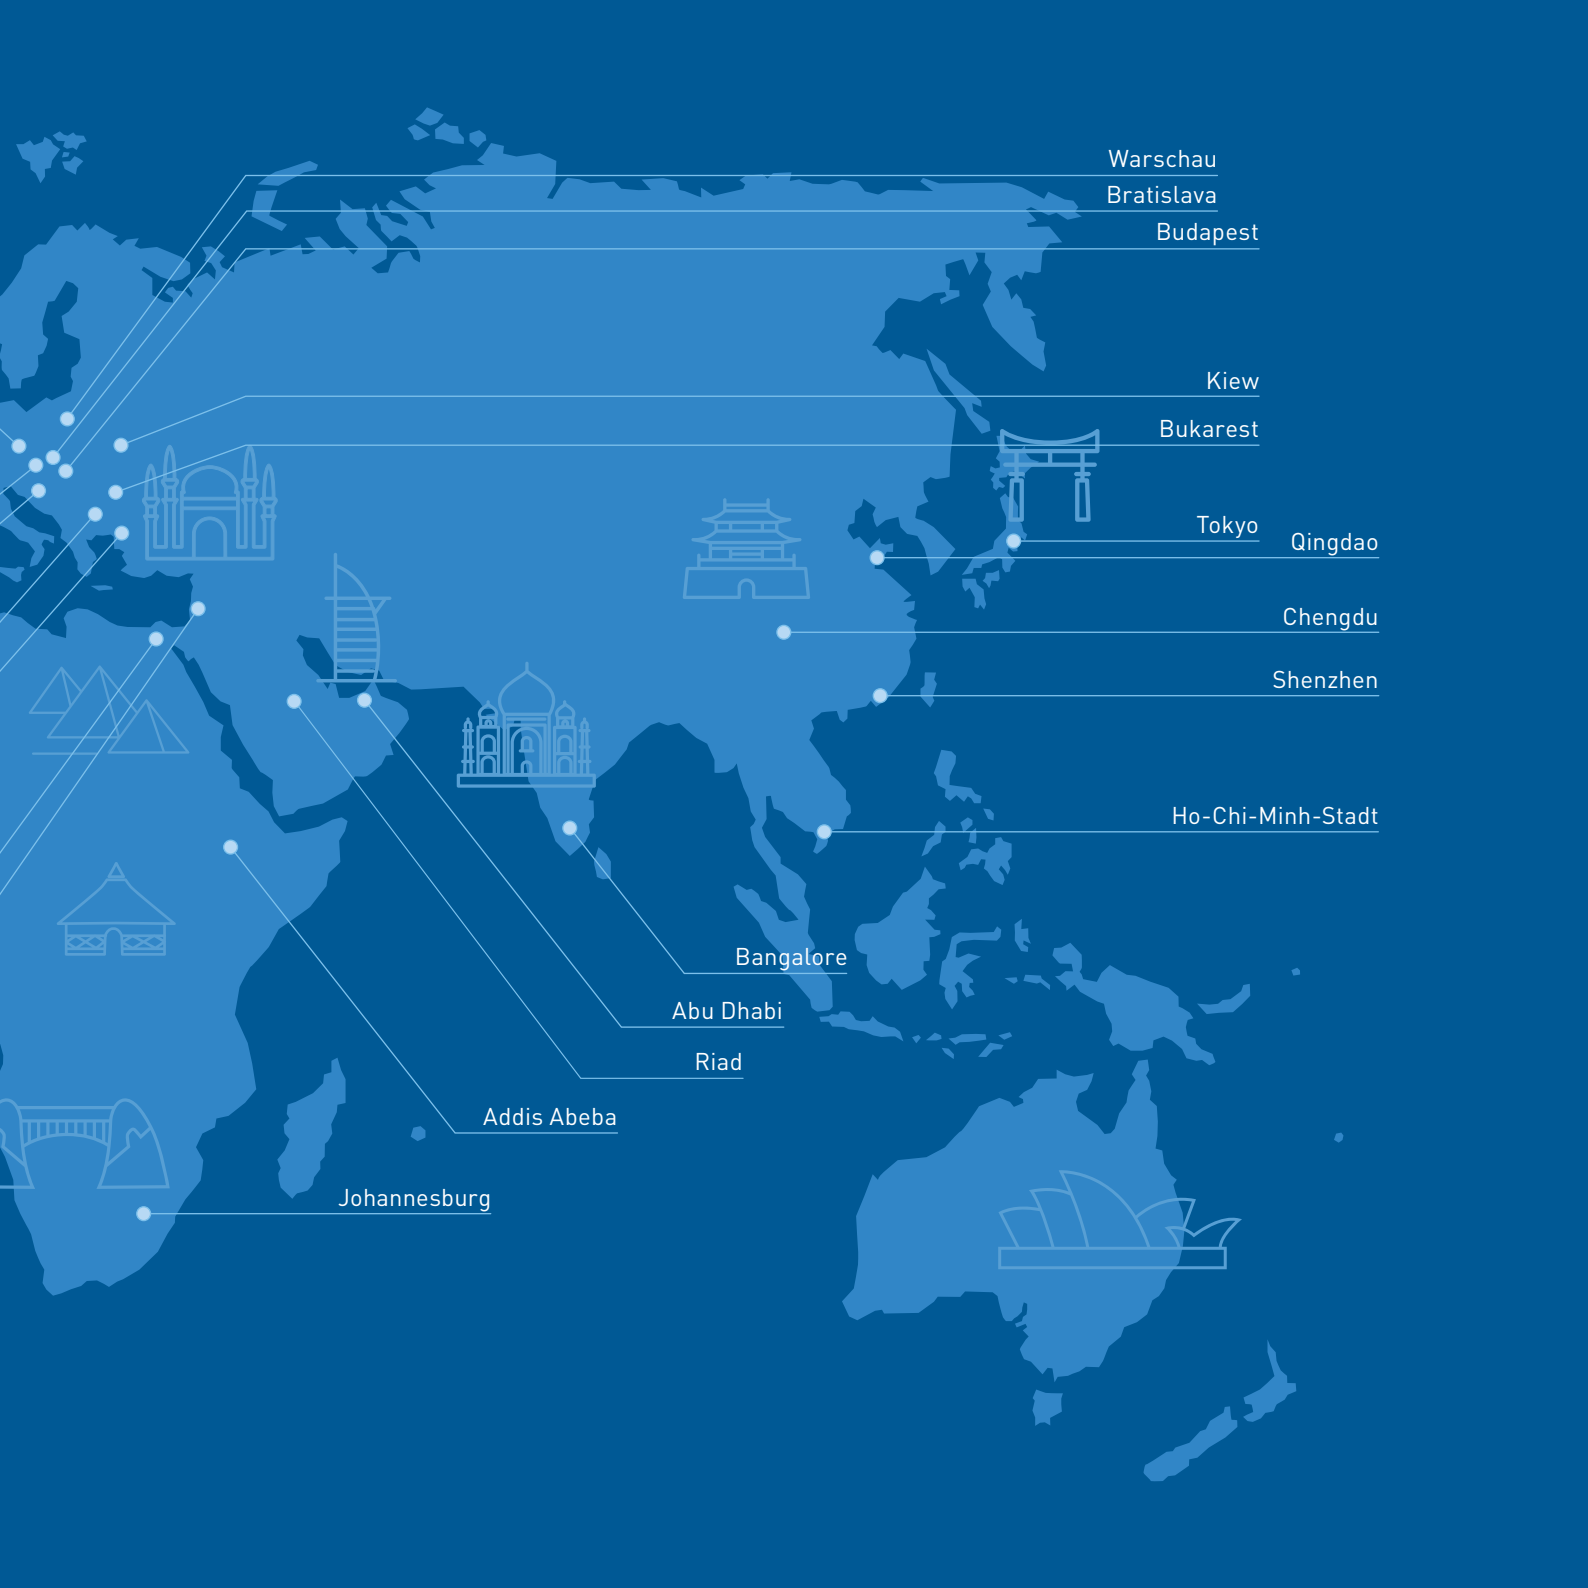 Warschau
Bratislava
Budapest
Kiew
Bukarest
Tokyo
Qingdao
Chengdu
Shenzhen
Ho-Chi-Minh-Stadt
Bangalore
Abu Dhabi
Riad
Addis Abeba
Johannesburg